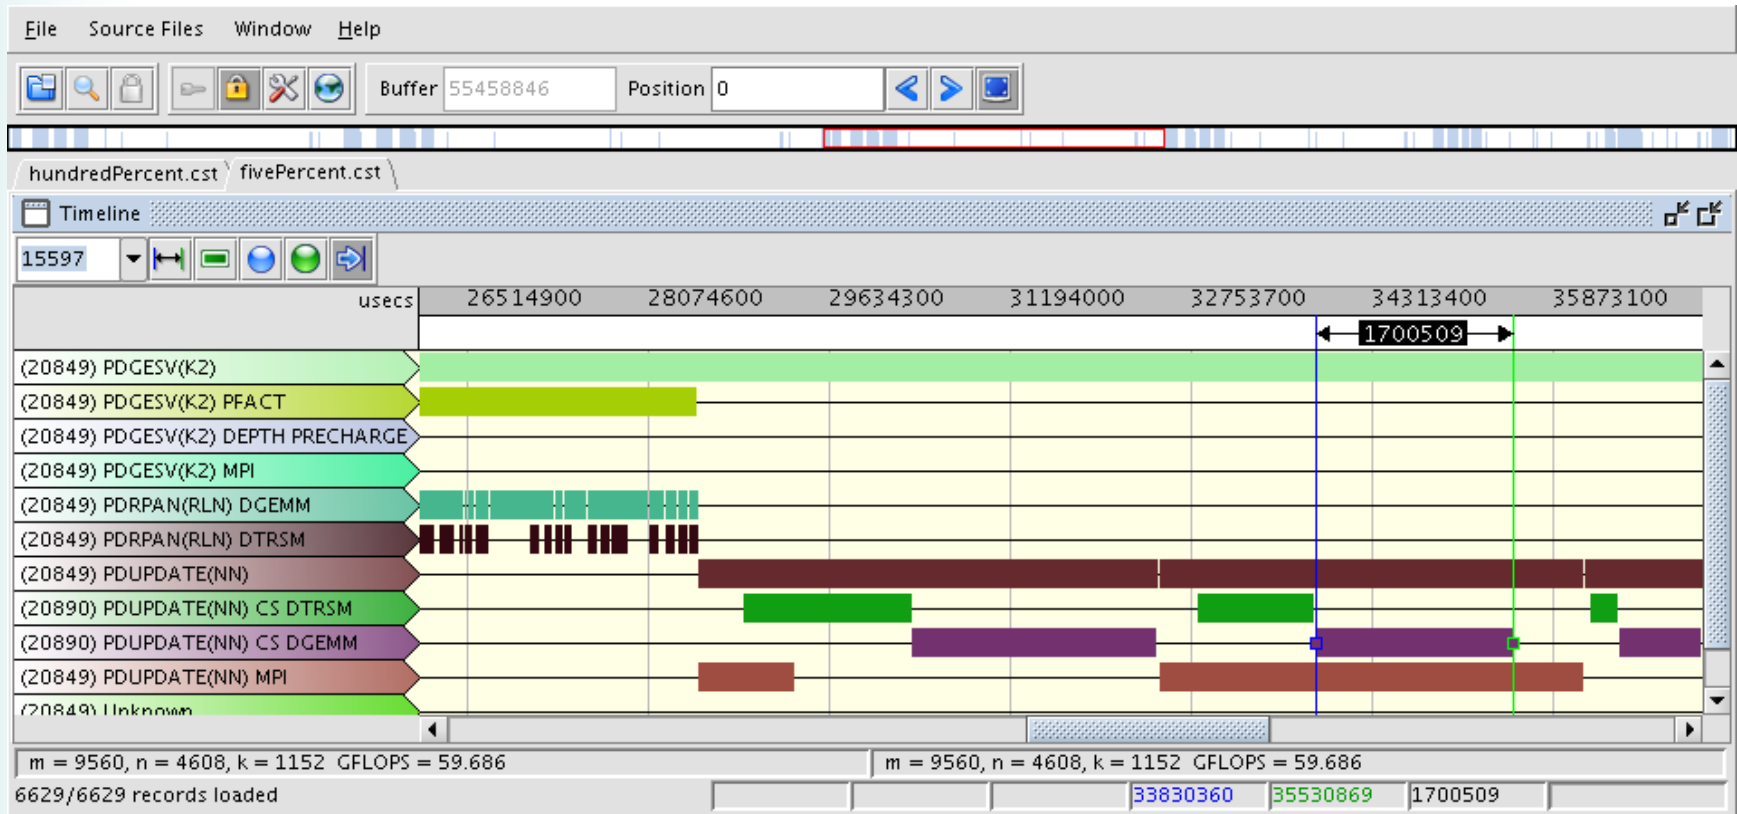 File Source Files Window Help
Buffer 55458846 Position 0
hundredPercent.cst fivePercent.cst
Timeline
15597
usecs 26514900 28074600 29634300 31194000 32753700 34313400 35873100
1700509
(20849) PDGESV(K2)
(20849) PDGESV(K2) PFACT
(20849) PDGESV(K2) DEPTH PRECHARGE
(20849) PDGESV(K2) MPI
(20849) PDRPAN(RLN) DGEMM
(20849) PDRPAN(RLN) DTRSM
(20849) PDUPDATE(NN)
(20890) PDUPDATE(NN) CS DTRSM
(20890) PDUPDATE(NN) CS DGEMM
(20849) PDUPDATE(NN) MPI
(20849) Unknown
m = 9560, n = 4608, k = 1152 GFLOPS = 59.686 m = 9560, n = 4608, k = 1152 GFLOPS = 59.686
6629/6629 records loaded 33830360 35530869 1700509